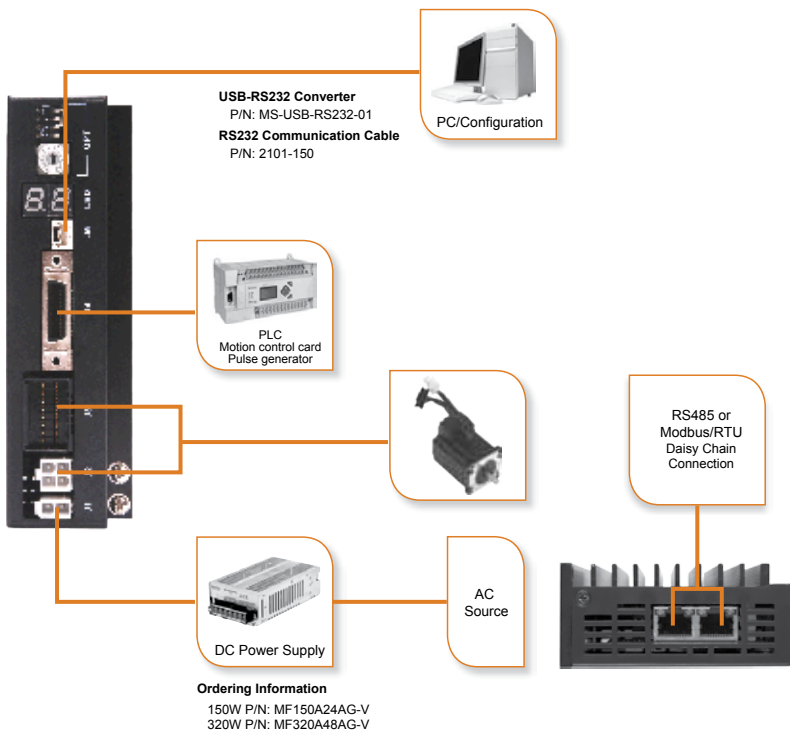 USB-RS232 Converter
P/N: MS-USB-RS232-01
RS232 Communication Cable
P/N: 2101-150
PC/Configuration
OPT
LED
PLC
Motion control card
Pulse generator
RS485 or
Modbus/RTU
Daisy Chain
Connection
DC Power Supply
AC
Source
Ordering Information
150W P/N: MF150A24AG-V
320W P/N: MF320A48AG-V